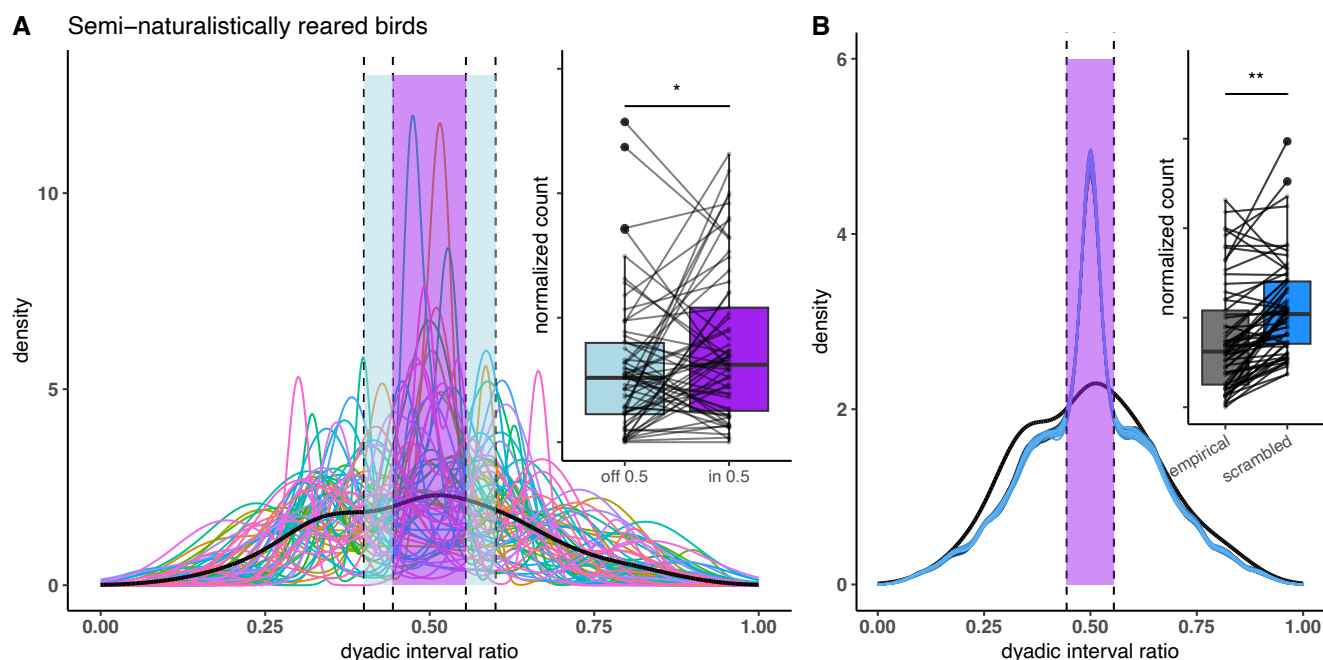 A Semi−naturalistically reared birds
density
10
5
0
0.00 0.25 0.50 0.75 1.00
dyadic interval ratio
normalized count
*
off 0.5 in 0.5
B
density
6
4
2
0
0.00 0.25 0.50 0.75 1.00
dyadic interval ratio
normalized count
**
empirical
scrambled